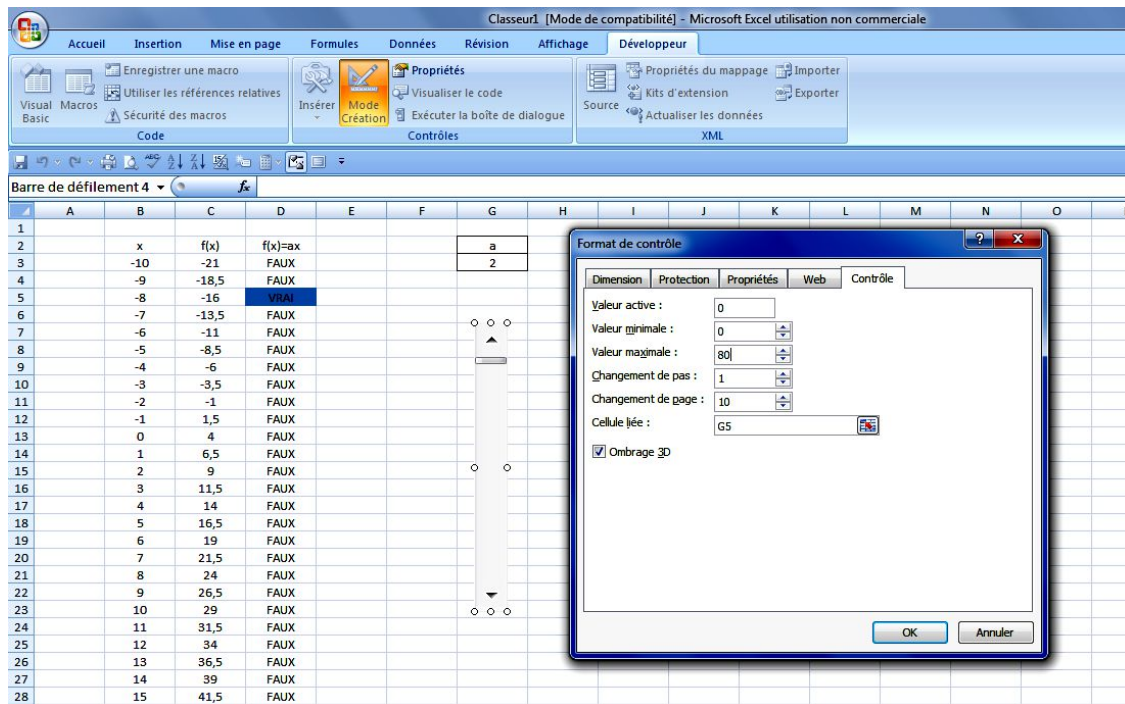 Classeur1 [Mode de compatibilité] - Microsoft Excel utilisation non commerciale
Accueil Insertion Mise en page Formules Données Révision Affichage Développeur
Visual Basic
Macros
Enregistrer une macro
Utiliser les références relatives
Sécurité des macros
Code
Insérer
Mode Création
Propriétés
Visualiser le code
Exécuter la boîte de dialogue
Contrôles
Source
Propriétés du mappage
Kits d'extension
Actualiser les données
Importer
Exporter
XML
Barre de défilement 4 fx
A B C D E F G H I J K L M N O
1
2 x f(x) f(x)=ax a
3 -10 -21 FAUX 2
4 -9 -18,5 FAUX
5 -8 -16 VRAI
6 -7 -13,5 FAUX
7 -6 -11 FAUX
8 -5 -8,5 FAUX
9 -4 -6 FAUX
10 -3 -3,5 FAUX
11 -2 -1 FAUX
12 -1 1,5 FAUX
13 0 4 FAUX
14 1 6,5 FAUX
15 2 9 FAUX
16 3 11,5 FAUX
17 4 14 FAUX
18 5 16,5 FAUX
19 6 19 FAUX
20 7 21,5 FAUX
21 8 24 FAUX
22 9 26,5 FAUX
23 10 29 FAUX
24 11 31,5 FAUX
25 12 34 FAUX
26 13 36,5 FAUX
27 14 39 FAUX
28 15 41,5 FAUX
Format de contrôle
Dimension Protection Propriétés Web Contrôle
Valeur active : 0
Valeur minimale : 0
Valeur maximale : 80
Changement de pas : 1
Changement de page : 10
Cellule liée : G5
Ombrage 3D
OK Annuler